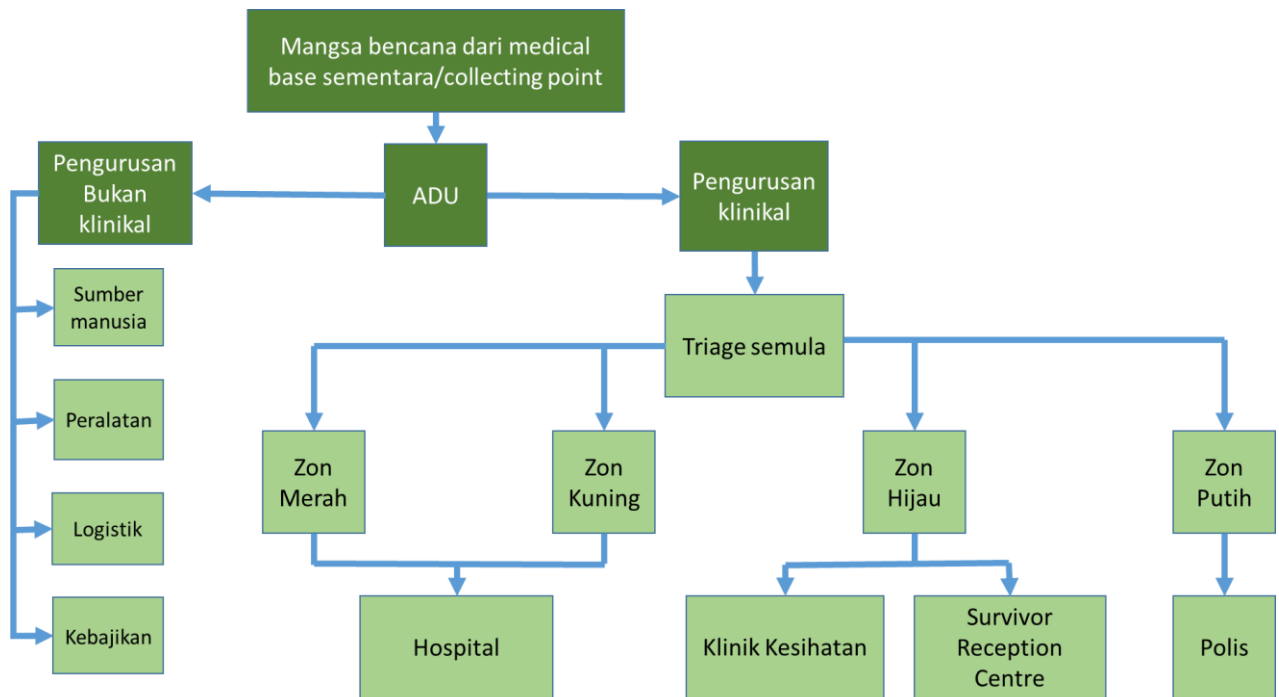 Mangsa bencana dari medical
base sementara/collecting point
Pengurusan
Bukan
klinikal
ADU
Pengurusan
klinikal
Sumber
manusia
Peralatan
Logistik
Kebajikan
Triage semula
Zon
Merah
Zon
Kuning
Zon
Hijau
Zon
Putih
Hospital
Klinik Kesihatan
Survivor
Reception
Centre
Polis